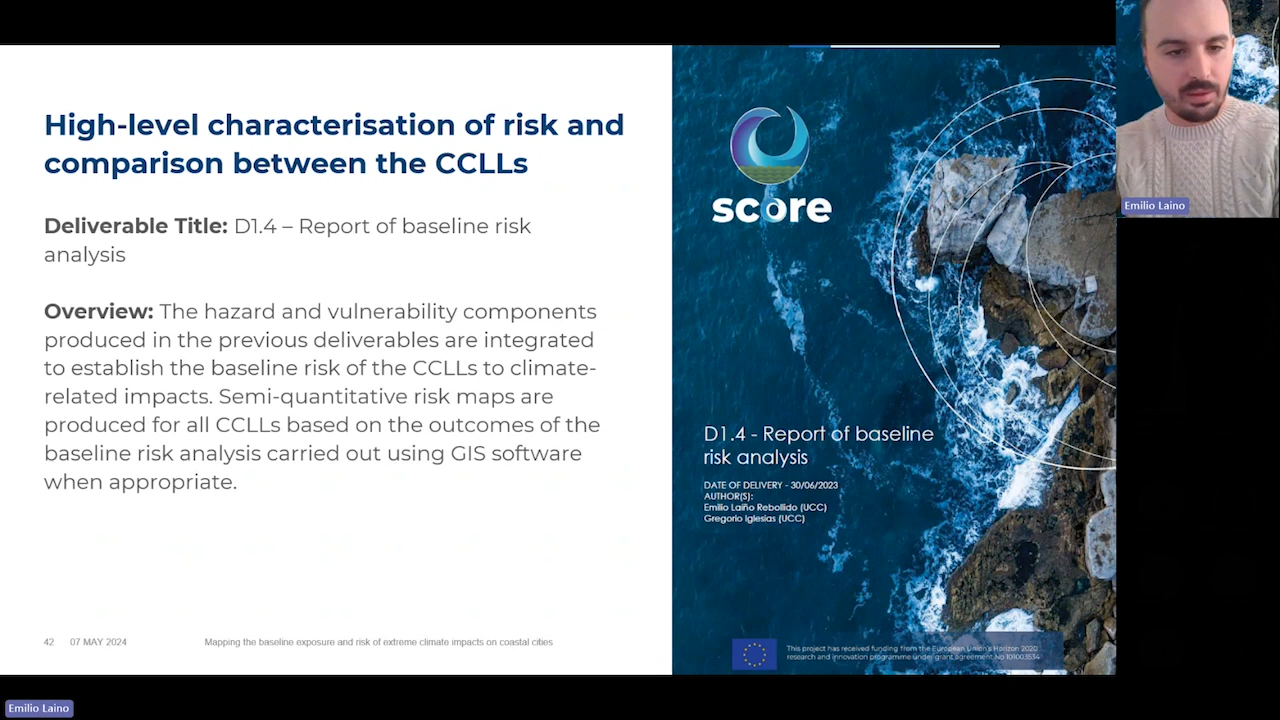 High-level characterisation of risk and
comparison between the CCLLs
Deliverable Title: D1.4 – Report of baseline risk
analysis
Overview: The hazard and vulnerability components
produced in the previous deliverables are integrated
to establish the baseline risk of the CCLLs to climate-
related impacts. Semi-quantitative risk maps are
produced for all CCLLs based on the outcomes of the
baseline risk analysis carried out using GIS software
when appropriate.
42 07 MAY 2024 Mapping the baseline exposure and risk of extreme climate impacts on coastal cities
score
D1.4 - Report of baseline
risk analysis
DATE OF DELIVERY - 30/06/2023
AUTHOR(S):
Emilio Laíño Rebollido (UCC)
Gregorio Iglesias (UCC)
This project has received funding from the European Union's Horizon 2020
research and innovation programme under grant agreement No 101003534
Emilio Laino
Emilio Laino